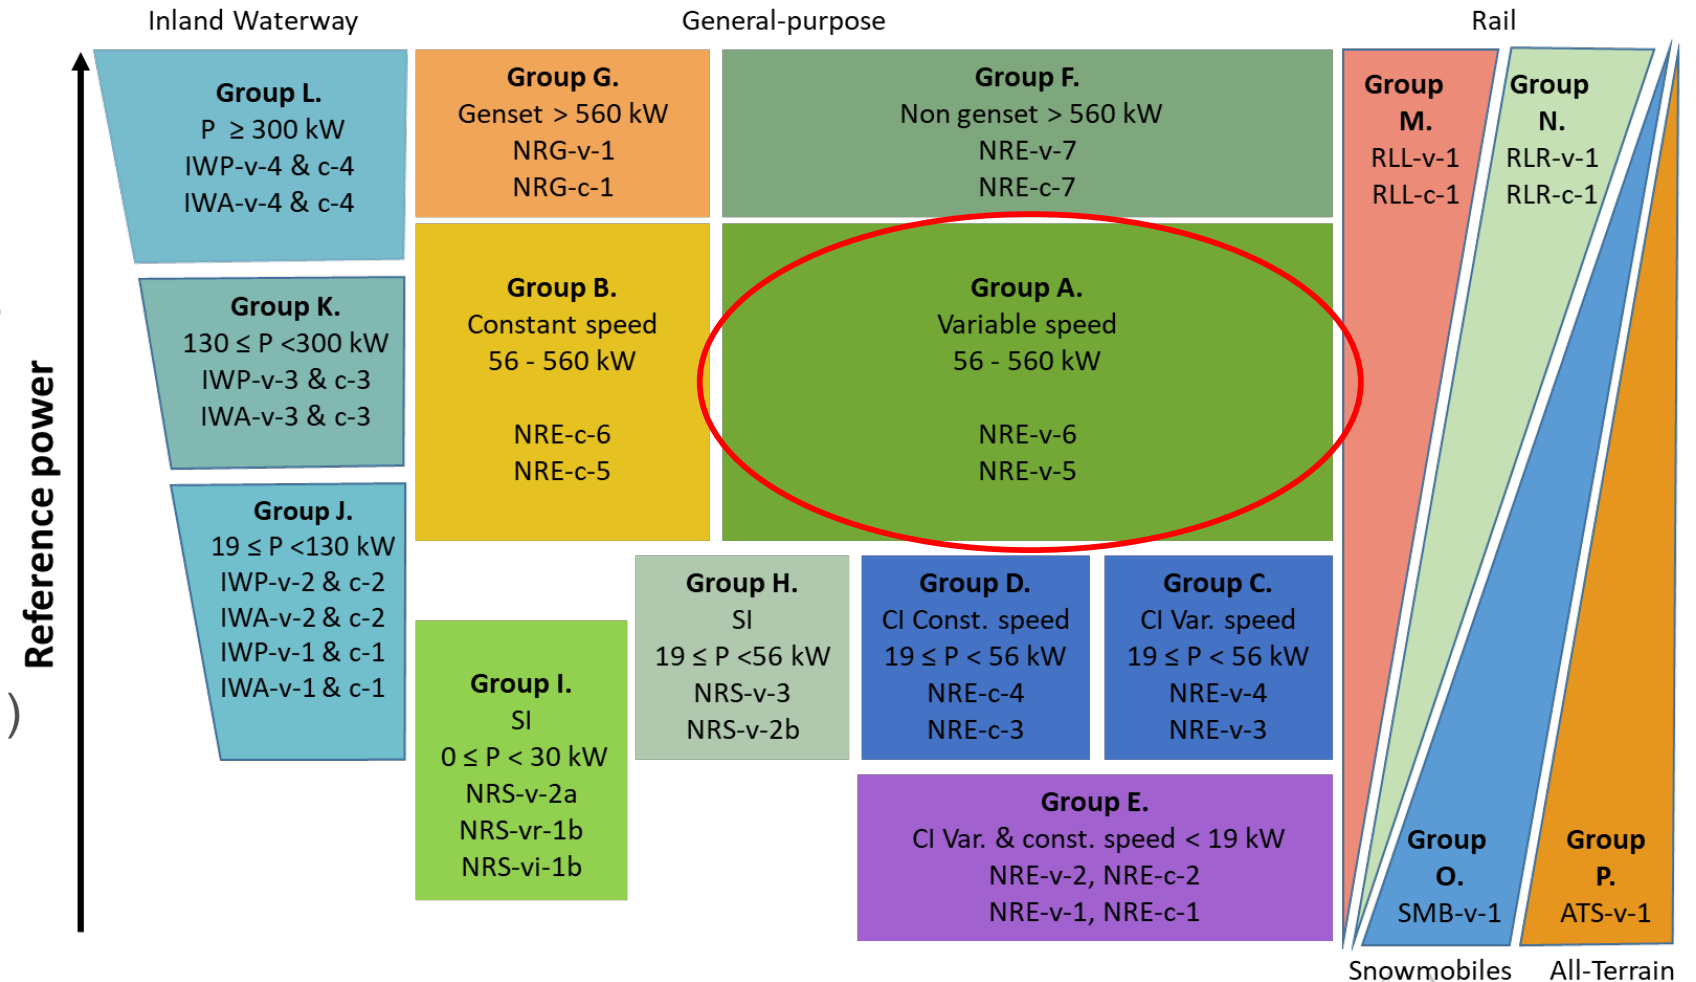 Inland Waterway
General-purpose
Rail
Reference power
Group L.
P ≥ 300 kW
IWP-v-4 & c-4
IWA-v-4 & c-4
Group K.
130 ≤ P <300 kW
IWP-v-3 & c-3
IWA-v-3 & c-3
Group J.
19 ≤ P <130 kW
IWP-v-2 & c-2
IWA-v-2 & c-2
IWP-v-1 & c-1
IWA-v-1 & c-1
)
Group G.
Genset > 560 kW
NRG-v-1
NRG-c-1
Group F.
Non genset > 560 kW
NRE-v-7
NRE-c-7
Group B.
Constant speed
56 - 560 kW
NRE-c-6
NRE-c-5
Group A.
Variable speed
56 - 560 kW
NRE-v-6
NRE-v-5
Group I.
SI
0 ≤ P < 30 kW
NRS-v-2a
NRS-vr-1b
NRS-vi-1b
Group H.
SI
19 ≤ P <56 kW
NRS-v-3
NRS-v-2b
Group D.
CI Const. speed
19 ≤ P < 56 kW
NRE-c-4
NRE-c-3
Group C.
CI Var. speed
19 ≤ P < 56 kW
NRE-v-4
NRE-v-3
Group E.
CI Var. & const. speed < 19 kW
NRE-v-2, NRE-c-2
NRE-v-1, NRE-c-1
Group
M.
RLL-v-1
RLL-c-1
Group
N.
RLR-v-1
RLR-c-1
Group
O.
SMB-v-1
Group
P.
ATS-v-1
Snowmobiles
All-Terrain